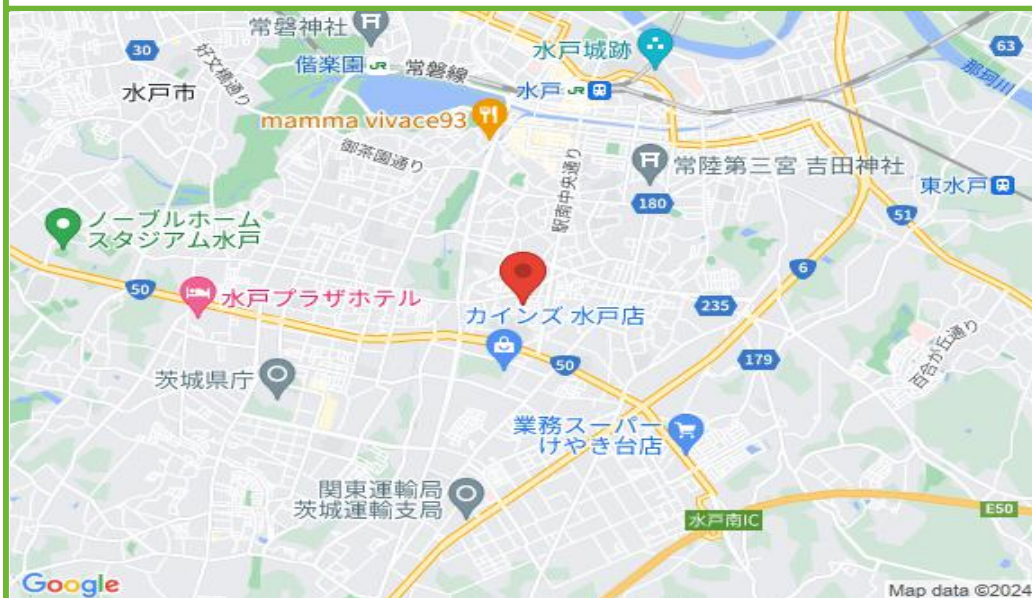 常磐神社
30
好文橋通り
水戸城跡
63
偕楽園
JR
常磐線
水戸市
水戸
JR
那珂川
mamma vivace93
御茶園通り
駅南中央通り
常陸第三宮 吉田神社
東水戸
180
51
ノーブルホーム
スタジアム水戸
6
50
水戸プラザホテル
235
カインズ 水戸店
179
百合が丘通り
茨城県庁
50
業務スーパー
けやき台店
関東運輸局
茨城運輸支局
E50
水戸南IC
Google
Map data ©2024